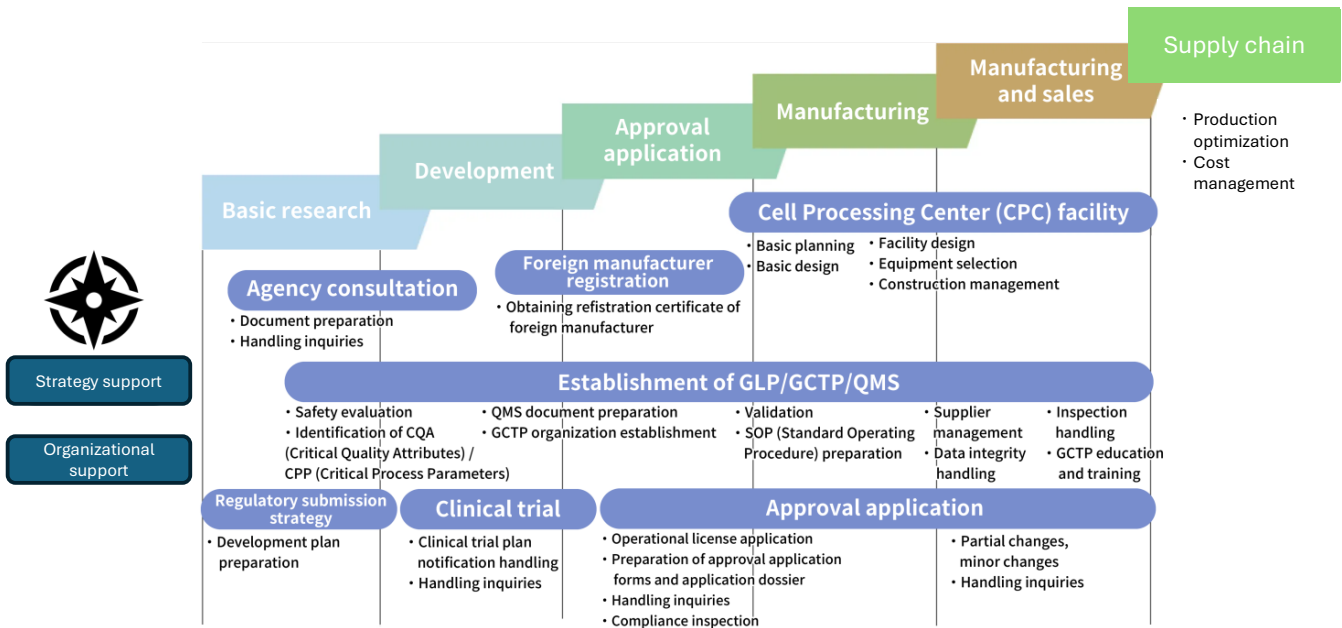 Supply chain
・Production
optimization
・Cost
management
Manufacturing
and sales
Manufacturing
Approval
application
Development
Basic research
Cell Processing Center (CPC) facility
・Basic planning
・Basic design
・Facility design
・Equipment selection
・Construction management
Foreign manufacturer
registration
・Obtaining refistration certificate of
foreign manufacturer
Agency consultation
・Document preparation
・Handling inquiries
Strategy support
Organizational
support
Establishment of GLP/GCTP/QMS
・Safety evaluation
・Identification of CQA
(Critical Quality Attributes) /
CPP (Critical Process Parameters)
・QMS document preparation
・GCTP organization establishment
・Validation
・SOP (Standard Operating
Procedure) preparation
・Supplier
management
・Data integrity
handling
・Inspection
handling
・GCTP education
and training
Regulatory submission
strategy
・Development plan
preparation
Clinical trial
・Clinical trial plan
notification handling
・Handling inquiries
Approval application
・Operational license application
・Preparation of approval application
forms and application dossier
・Handling inquiries
・Compliance inspection
・Partial changes,
minor changes
・Handling inquiries